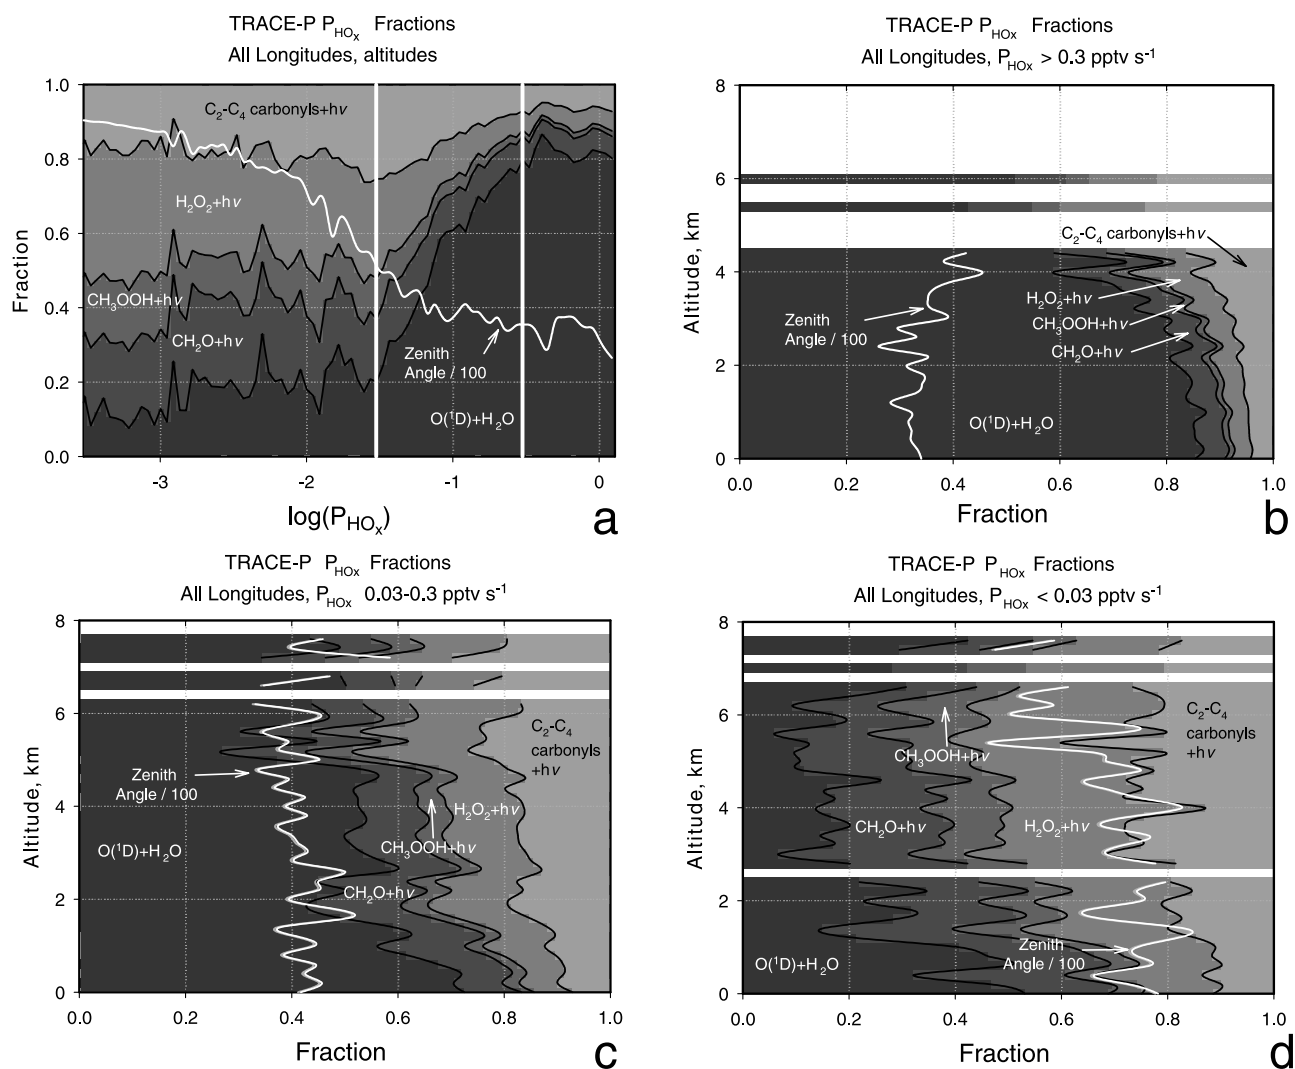 TRACE-P P_HOx Fractions
All Longitudes, altitudes
Fraction
1.0
0.8
0.6
0.4
0.2
0.0
C2-C4 carbonyls+hν
H2O2+hν
CH3OOH+hν
CH2O+hν
Zenith
Angle / 100
O(1D)+H2O
-3
-2
-1
0
log(P_HOx)
a
TRACE-P P_HOx Fractions
All Longitudes, P_HOx > 0.3 pptv s-1
Altitude, km
8
6
4
2
0
C2-C4 carbonyls+hν
H2O2+hν
CH3OOH+hν
CH2O+hν
Zenith
Angle / 100
O(1D)+H2O
0.0
0.2
0.4
0.6
0.8
1.0
Fraction
b
TRACE-P P_HOx Fractions
All Longitudes, P_HOx 0.03-0.3 pptv s-1
Altitude, km
8
6
4
2
0
C2-C4
carbonyls
+hν
Zenith
Angle / 100
H2O2+hν
CH3OOH+hν
O(1D)+H2O
CH2O+hν
0.0
0.2
0.4
0.6
0.8
1.0
Fraction
c
TRACE-P P_HOx Fractions
All Longitudes, P_HOx < 0.03 pptv s-1
Altitude, km
8
6
4
2
0
C2-C4
carbonyls
+hν
CH3OOH+hν
CH2O+hν
H2O2+hν
Zenith
Angle / 100
O(1D)+H2O
0.0
0.2
0.4
0.6
0.8
1.0
Fraction
d